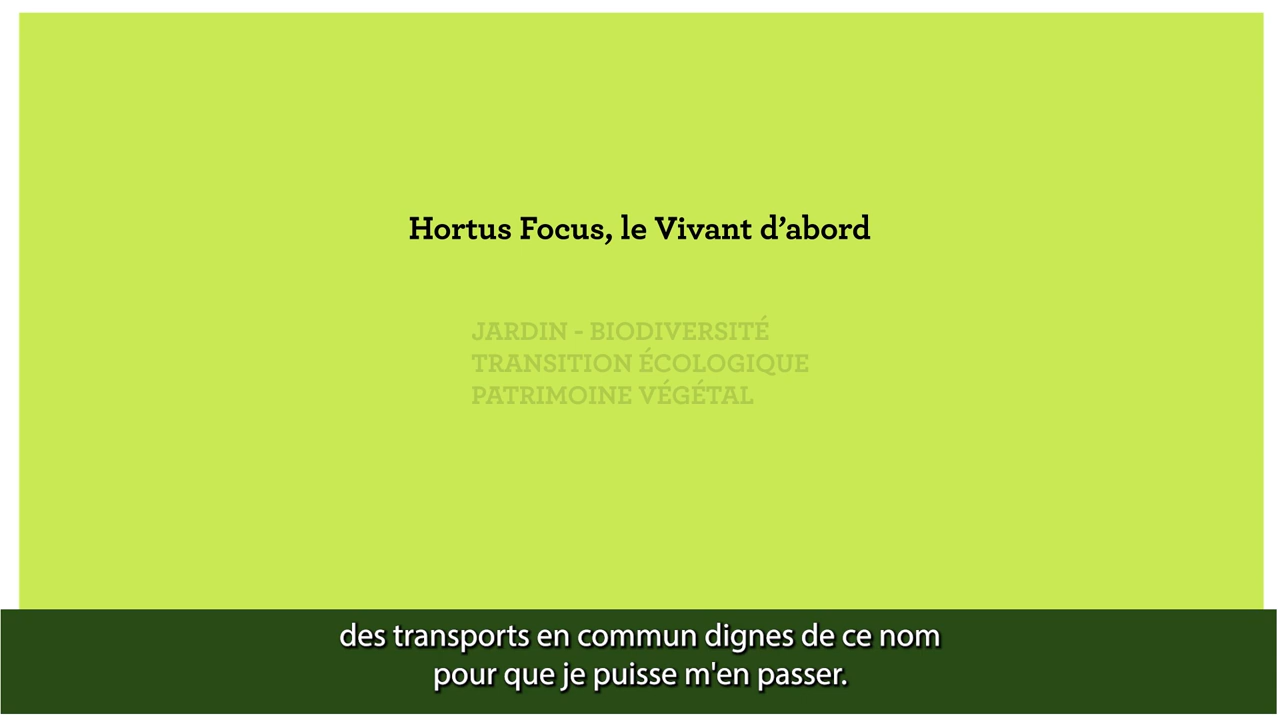 Hortus Focus, le Vivant d’abord
JARDIN - BIODIVERSITÉ
TRANSITION ÉCOLOGIQUE
PATRIMOINE VÉGÉTAL
des transports en commun dignes de ce nom
pour que je puisse m'en passer.